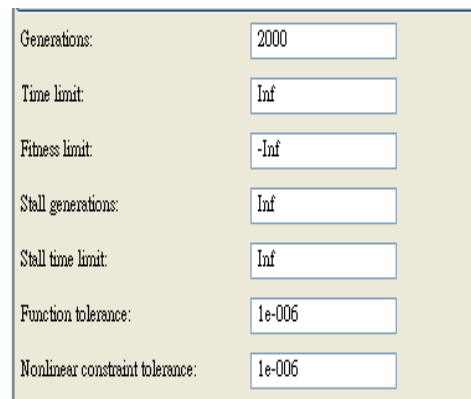 Generations: 2000
Time limit: Inf
Fitness limit: -Inf
Stall generations: Inf
Stall time limit: Inf
Function tolerance: 1e-006
Nonlinear constraint tolerance: 1e-006